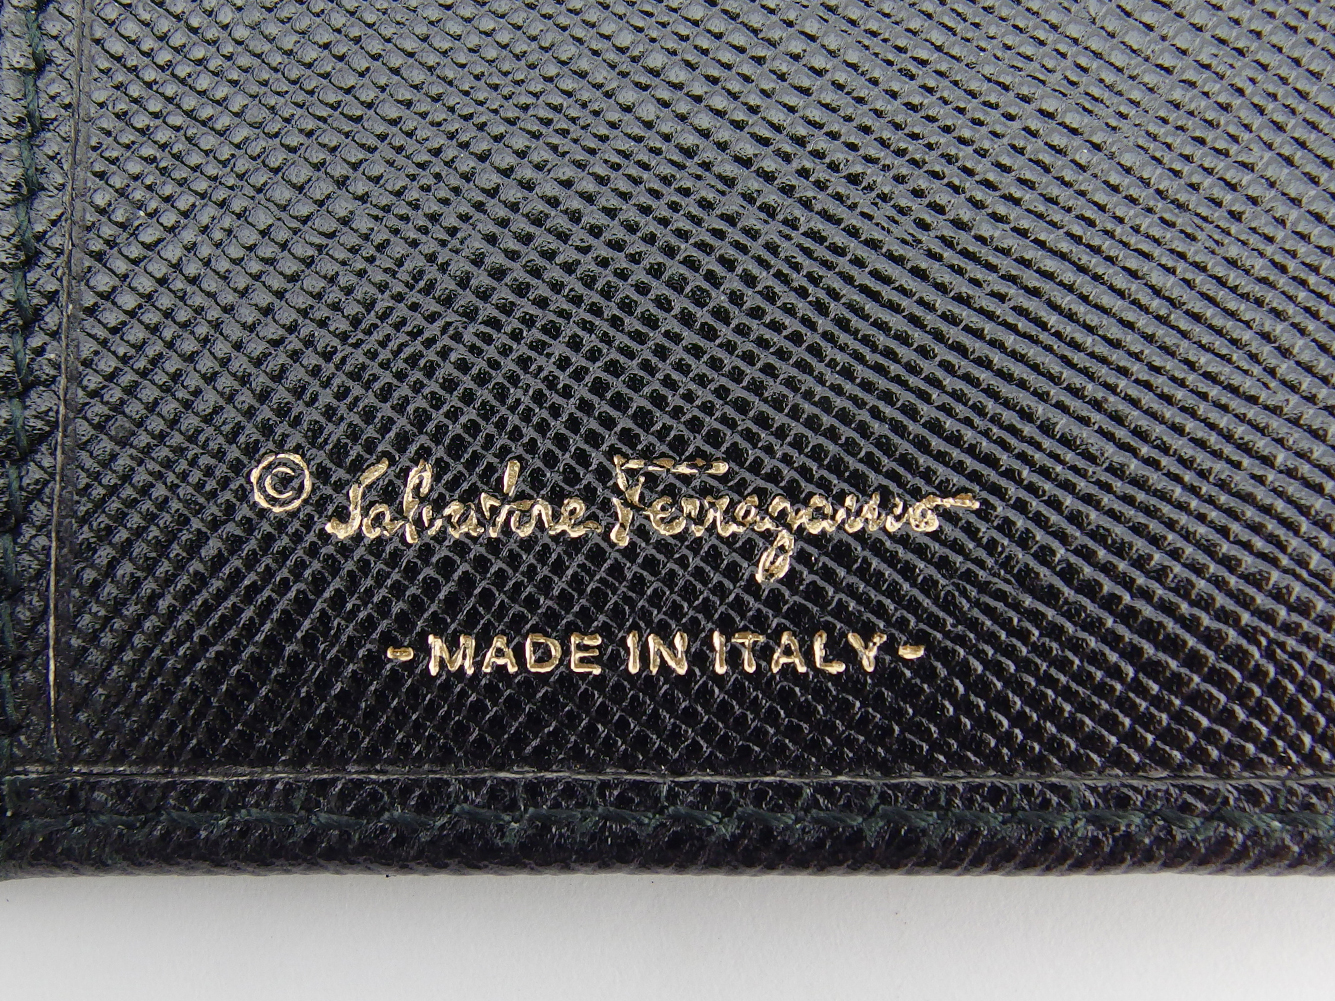 © Salvatore Ferragamo
-MADE IN ITALY-